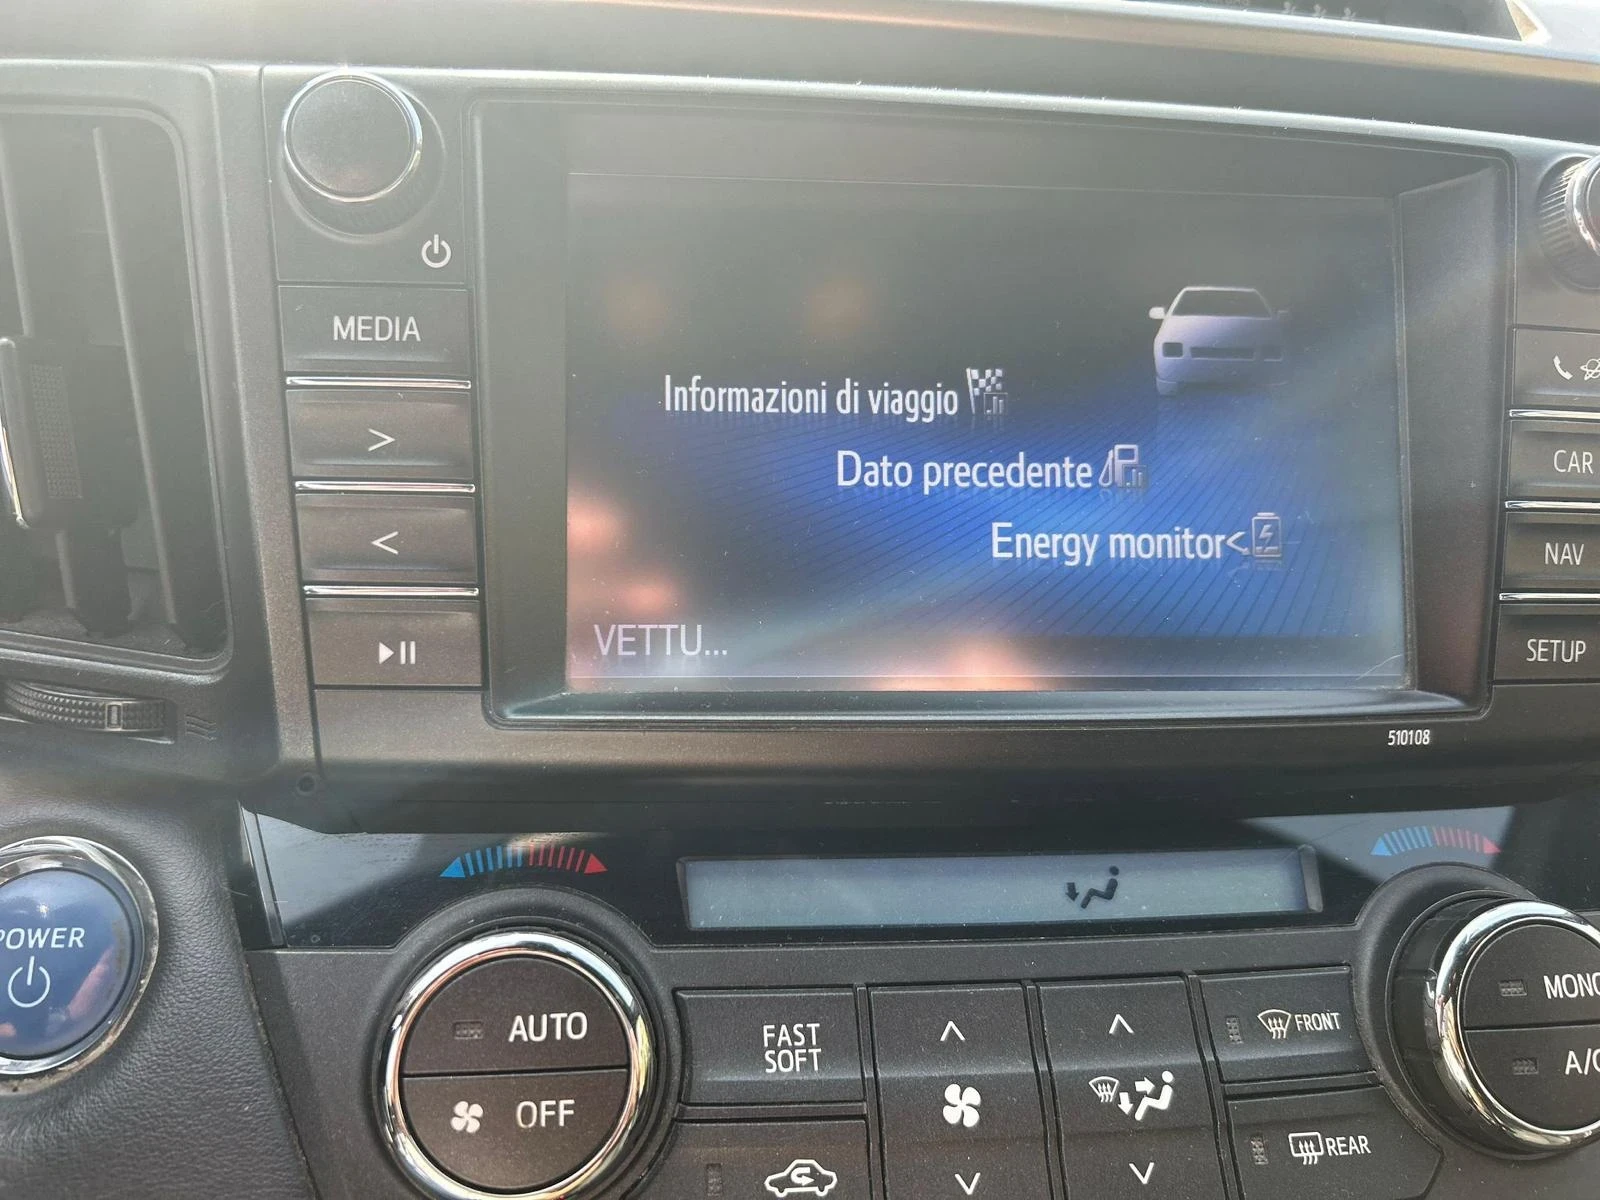 MEDIA
>
<
Informazioni di viaggio
Dato precedente
Energy monitor
VETTU...
CAR
NAV
SETUP
510108
POWER
AUTO
OFF
FAST
SOFT
FRONT
REAR
MONO
A/C